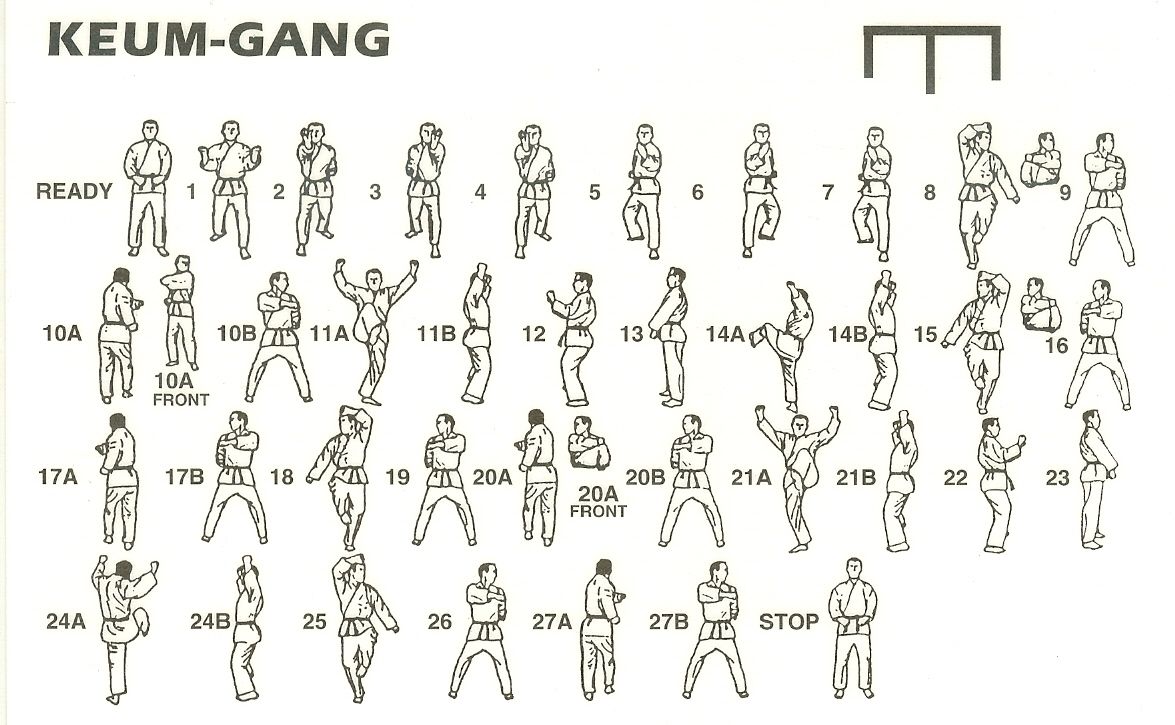 KEUM-GANG
READY 1 2 3 4 5 6 7 8 9
10A 10A FRONT 10B 11A 11B 12 13 14A 14B 15 16
17A 17B 18 19 20A 20A FRONT 20B 21A 21B 22 23
24A 24B 25 26 27A 27B STOP